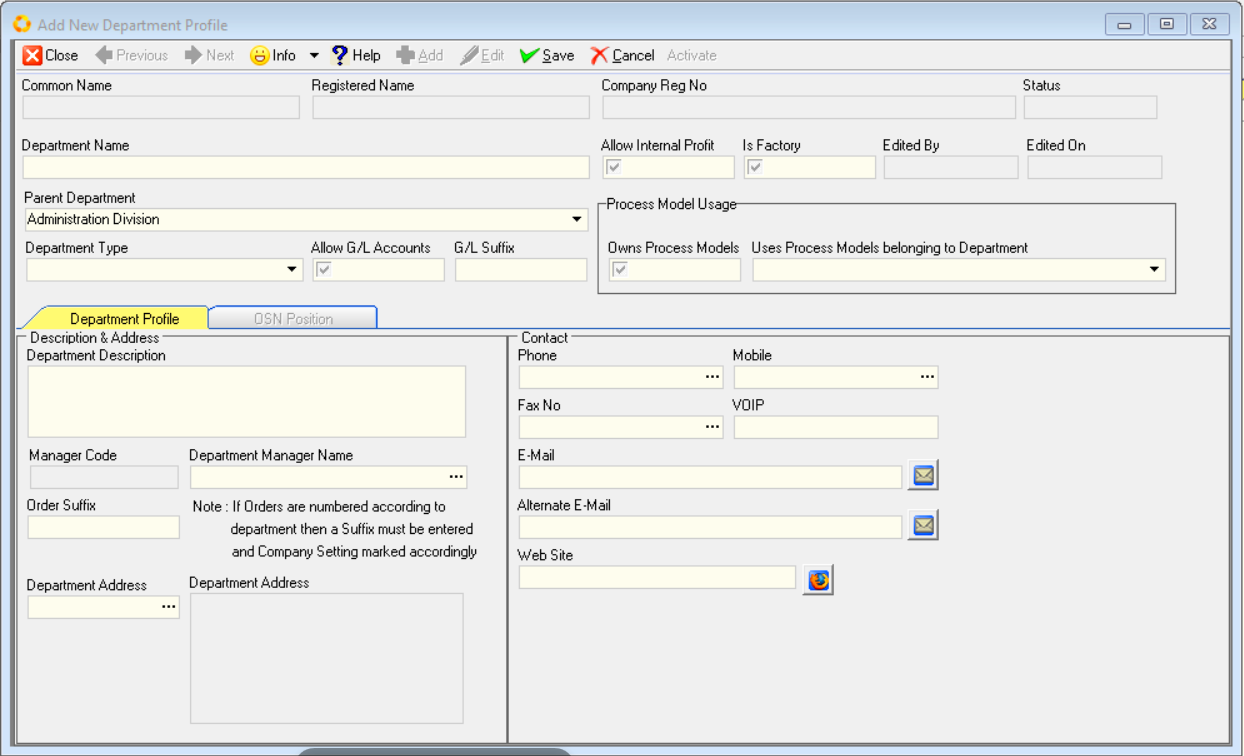 Add New Department Profile
Close Previous Next Info Help Add Edit Save Cancel Activate
Common Name Registered Name Company Reg No Status
Department Name Allow Internal Profit Is Factory Edited By Edited On
Parent Department
Administration Division
Process Model Usage
Department Type Allow G/L Accounts G/L Suffix Owns Process Models Uses Process Models belonging to Department
Department Profile OSN Position
Description & Address Contact
Department Description Phone Mobile
Fax No VOIP
Manager Code Department Manager Name E-Mail
Order Suffix Note : If Orders are numbered according to Alternate E-Mail
department then a Suffix must be entered
and Company Setting marked accordingly Web Site
Department Address Department Address